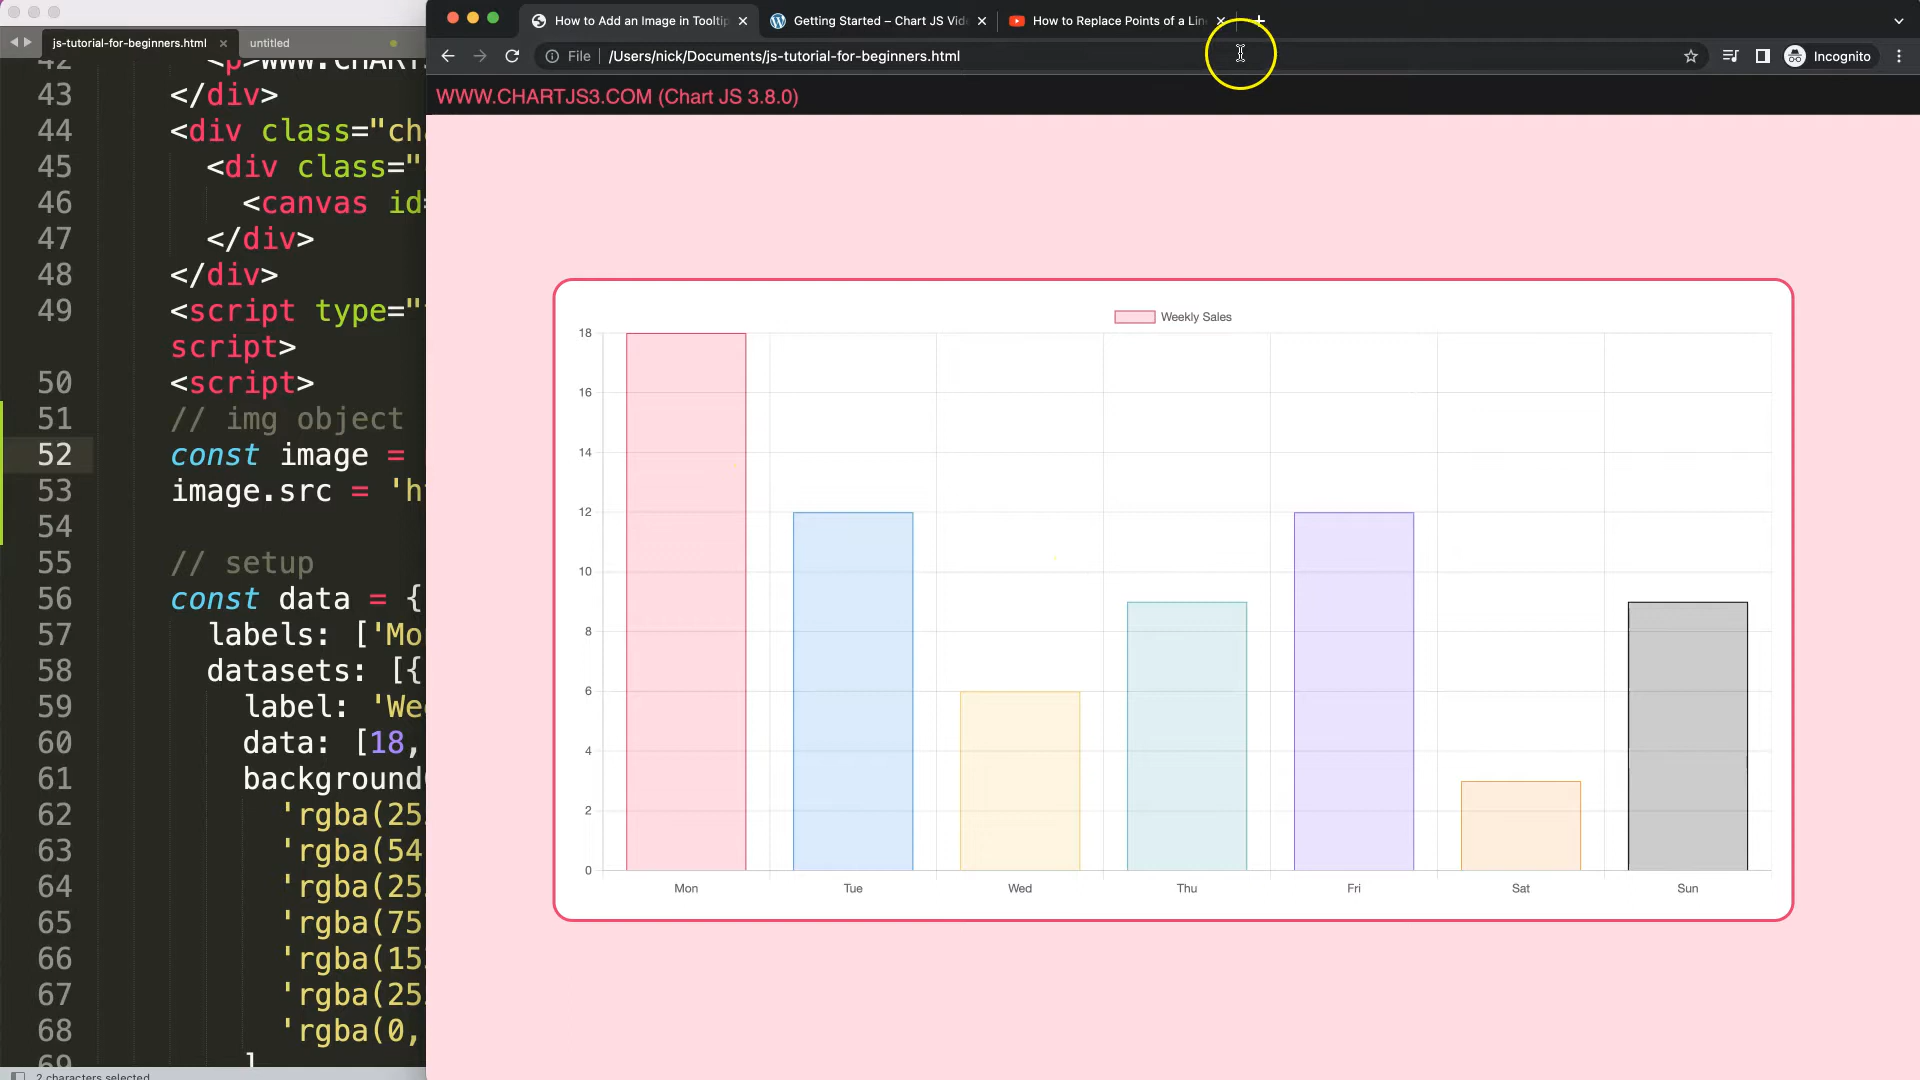 How to Add an Image in Tooltip
Getting Started – Chart JS Vid
How to Replace Points of a Lin
js-tutorial-for-beginners.html
untitled
File
/Users/nick/Documents/js-tutorial-for-beginners.html
Incognito
WWW.CHARTJS3.COM (Chart JS 3.8.0)
42 <p>WWW.CHARTJS
43 </div>
44 <div class="cha
45 <div class="
46 <canvas id=
47 </div>
48 </div>
49 <script type="
script>
50 <script>
51 // img object
52 const image =
53 image.src = 'h
54
55 // setup
56 const data = {
57 labels: ['Mo
58 datasets: [{
59 label: 'We
60 data: [18,
61 background
62 'rgba(25
63 'rgba(54
64 'rgba(25
65 'rgba(75
66 'rgba(15
67 'rgba(25
68 'rgba(0,
69 ]
2 characters selected
Weekly Sales
18
16
14
12
10
8
6
4
2
0
Mon Tue Wed Thu Fri Sat Sun